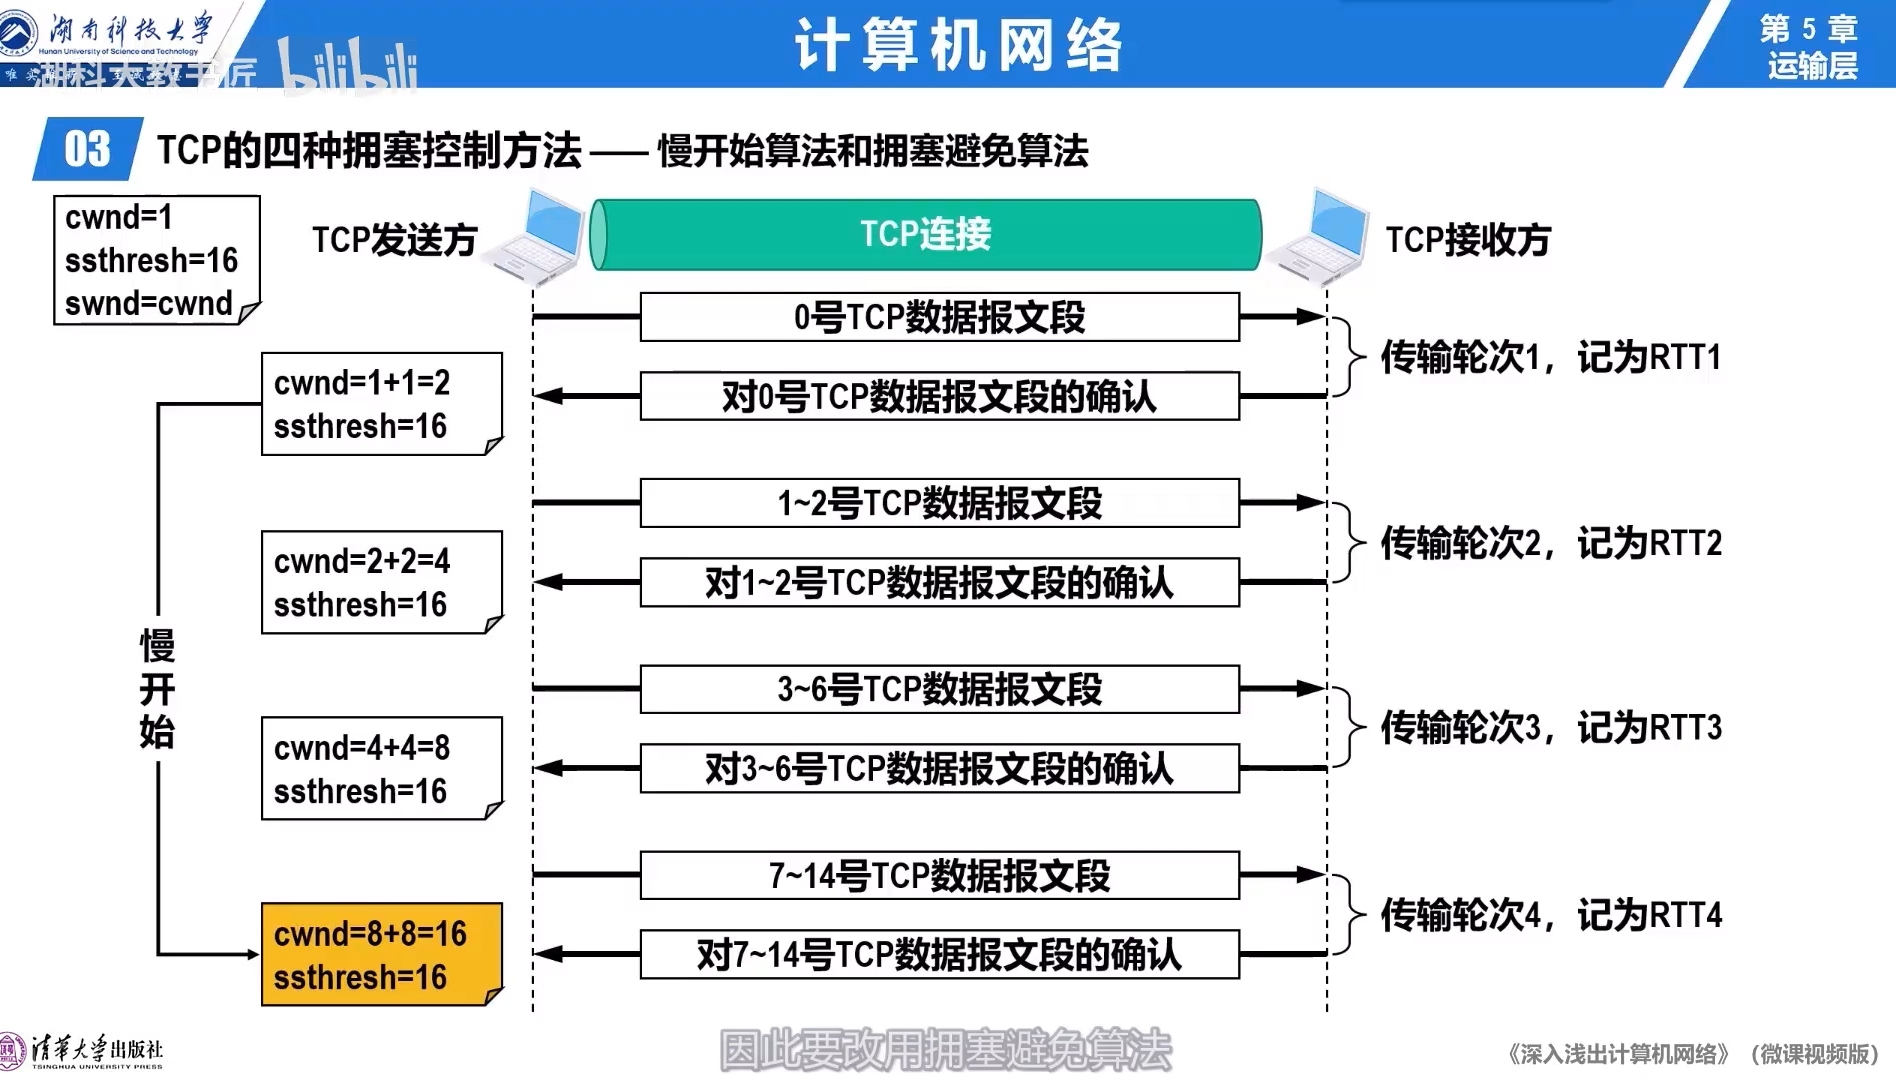 湖南科技大学
Hunan University of Science and Technology
湖科大教书匠 bilibili
计算机网络
第 5 章
运输层
03 TCP的四种拥塞控制方法 —— 慢开始算法和拥塞避免算法
cwnd=1
ssthresh=16
swnd=cwnd
TCP发送方
TCP连接
TCP接收方
0号TCP数据报文段
传输轮次1，记为RTT1
cwnd=1+1=2
ssthresh=16
对0号TCP数据报文段的确认
1~2号TCP数据报文段
传输轮次2，记为RTT2
cwnd=2+2=4
ssthresh=16
对1~2号TCP数据报文段的确认
慢开始
3~6号TCP数据报文段
传输轮次3，记为RTT3
cwnd=4+4=8
ssthresh=16
对3~6号TCP数据报文段的确认
7~14号TCP数据报文段
传输轮次4，记为RTT4
cwnd=8+8=16
ssthresh=16
对7~14号TCP数据报文段的确认
因此要改用拥塞避免算法
清华大学出版社
TSINGHUA UNIVERSITY PRESS
《深入浅出计算机网络》（微课视频版）